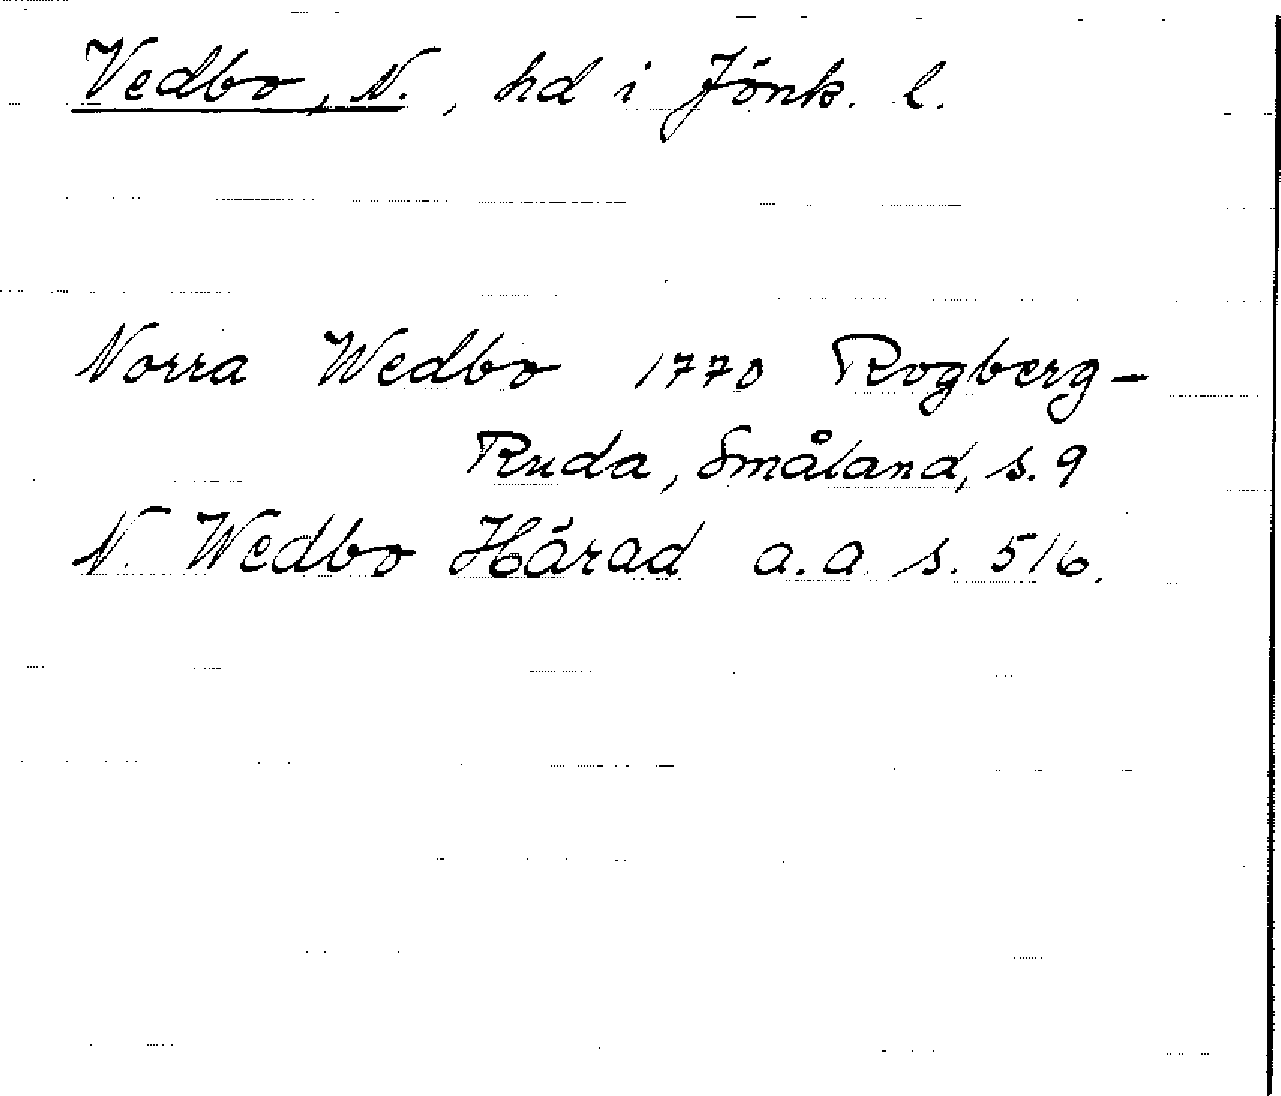 Vedbo, N., hd i Jönk. l.
Norra Wedbo 1770 Rogberg-
Ruda, Småland, s. 9
N. Wedbo Härad a. a s. 516.